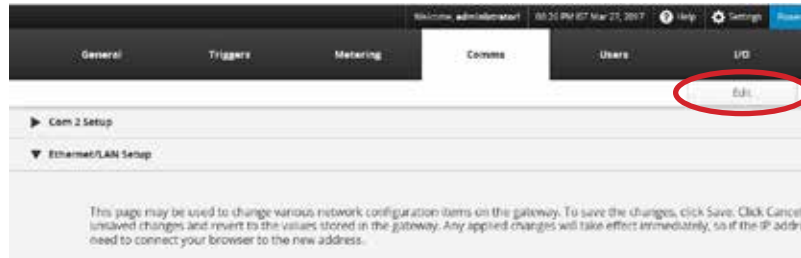 Welcome, administrator! 08:26 PM IST Mar 23, 2017 Help Settings
General Triggers Metering Comms Users I/O
Edit
Com 2 Setup
Ethernet/LAN Setup
This page may be used to change various network configuration items on the gateway. To save the changes, click Save. Click Cancel
unsaved changes and revert to the values stored in the gateway. Any applied changes will take effect immediately, so if the IP addr
need to connect your browser to the new address.